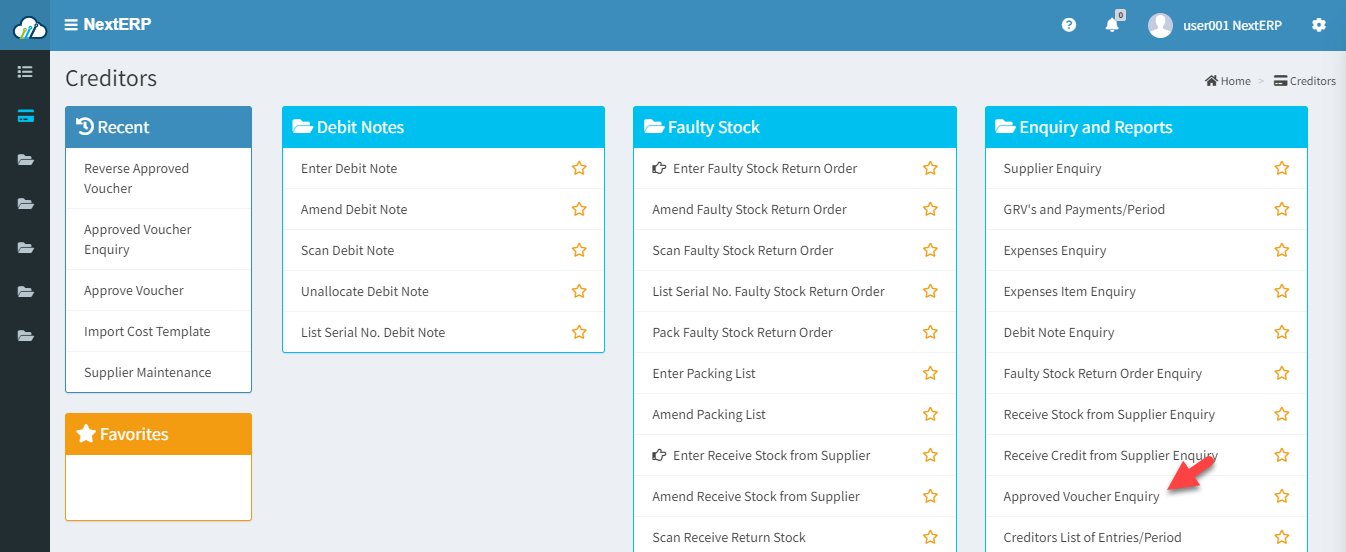 NextERP
0
user001 NextERP
Creditors
Home > Creditors
Recent
Reverse Approved
Voucher
Approved Voucher
Enquiry
Approve Voucher
Import Cost Template
Supplier Maintenance
Favorites
Debit Notes
Enter Debit Note
Amend Debit Note
Scan Debit Note
Unallocate Debit Note
List Serial No. Debit Note
Faulty Stock
Enter Faulty Stock Return Order
Amend Faulty Stock Return Order
Scan Faulty Stock Return Order
List Serial No. Faulty Stock Return Order
Pack Faulty Stock Return Order
Enter Packing List
Amend Packing List
Enter Receive Stock from Supplier
Amend Receive Stock from Supplier
Scan Receive Return Stock
Enquiry and Reports
Supplier Enquiry
GRV's and Payments/Period
Expenses Enquiry
Expenses Item Enquiry
Debit Note Enquiry
Faulty Stock Return Order Enquiry
Receive Stock from Supplier Enquiry
Receive Credit from Supplier Enquiry
Approved Voucher Enquiry
Creditors List of Entries/Period